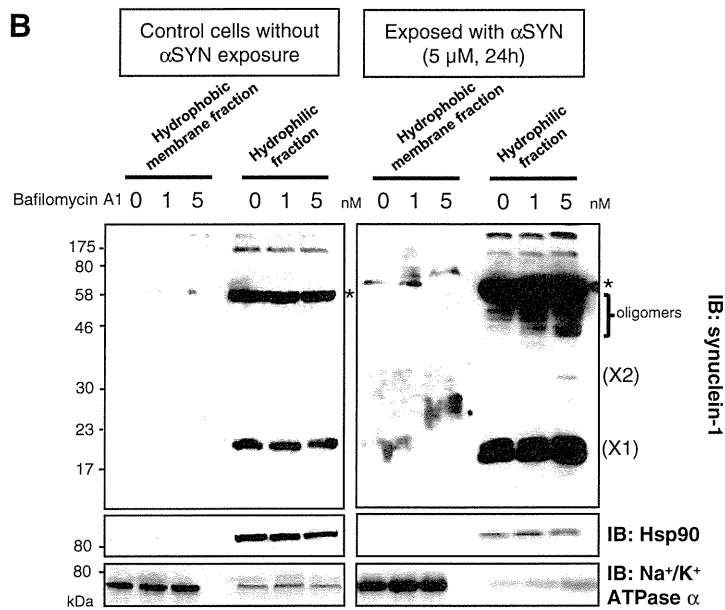 B
Control cells without
αSYN exposure
Exposed with αSYN
(5 µM, 24h)
Hydrophobic
membrane fraction
Hydrophilic
fraction
Hydrophobic
membrane fraction
Hydrophilic
fraction
Bafilomycin A1 0 1 5 0 1 5 nM 0 1 5 0 1 5 nM
175
80
58
46
30
23
17
*
*
oligomers
(X2)
(X1)
IB: synuclein-1
80
IB: Hsp90
80
kDa
IB: Na+/K+
ATPase α